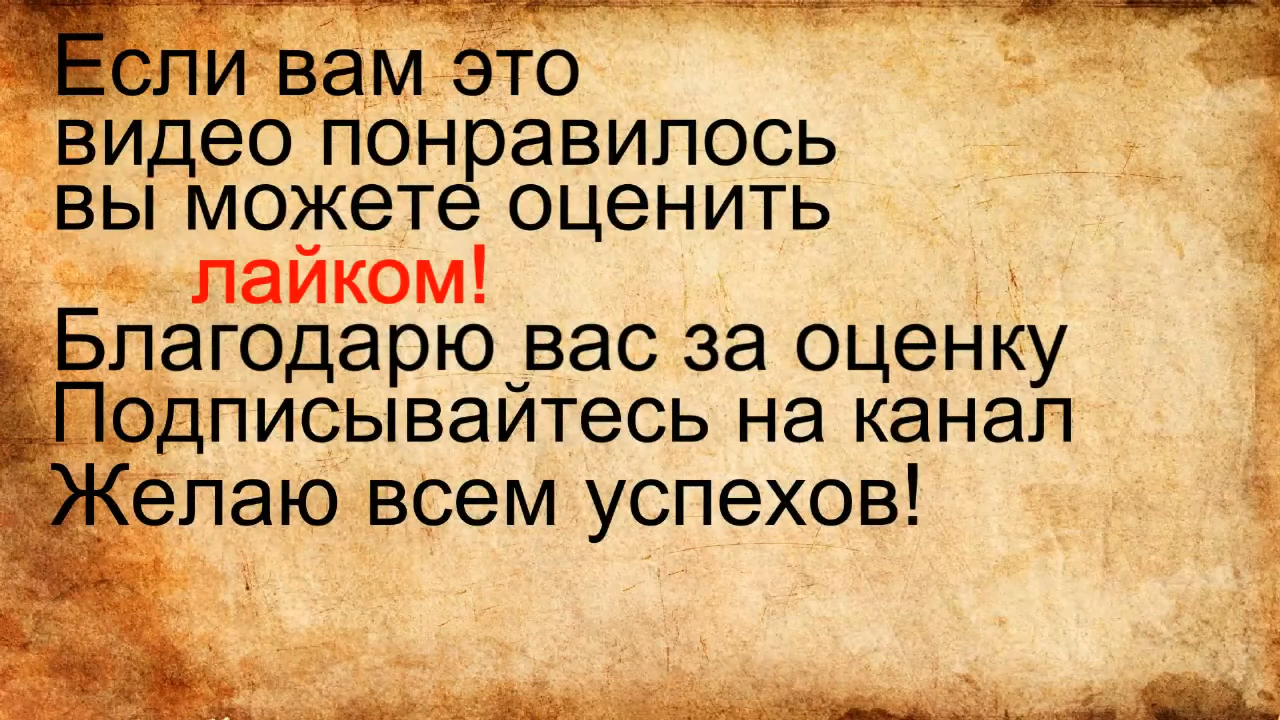 Если вам это
видео понравилось
вы можете оценить
лайком!
Благодарю вас за оценку
Подписывайтесь на канал
Желаю всем успехов!